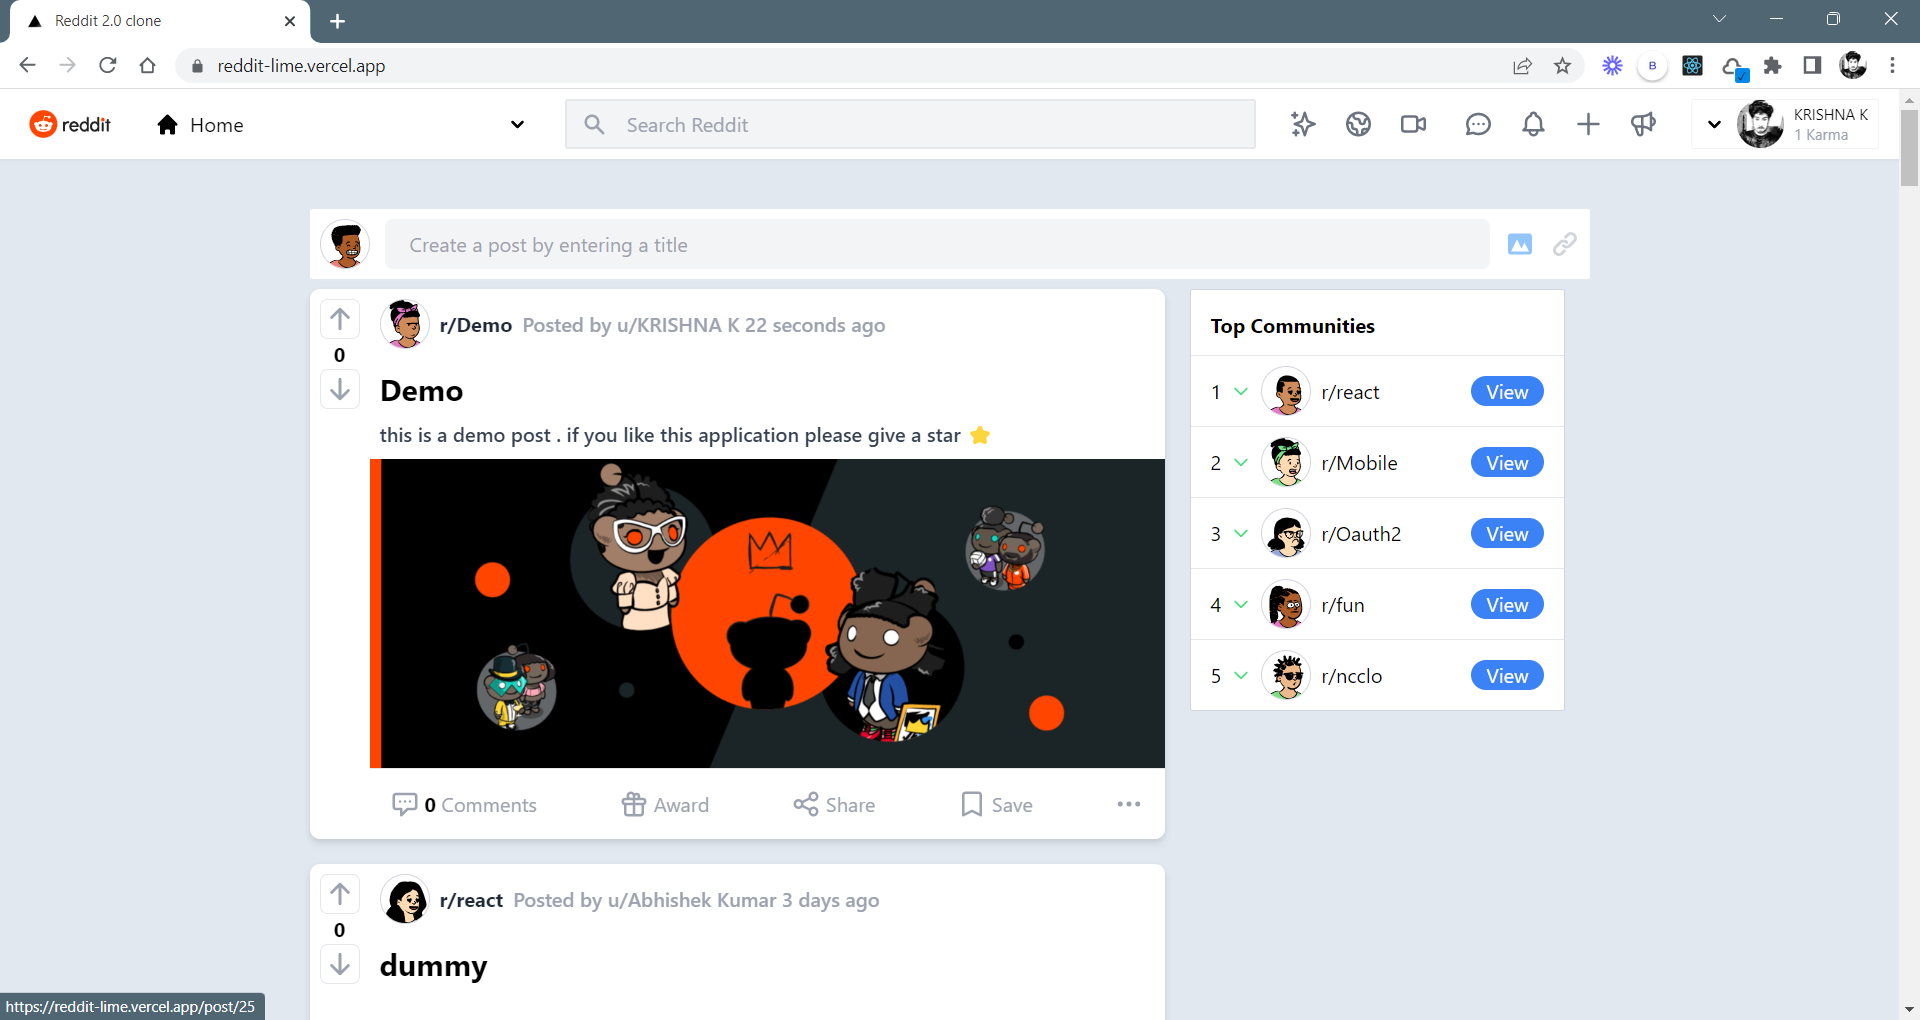 Reddit 2.0 clone
reddit-lime.vercel.app
B
reddit
Home
Search Reddit
KRISHNA K
1 Karma
Create a post by entering a title
r/Demo Posted by u/KRISHNA K 22 seconds ago
0
Demo
this is a demo post . if you like this application please give a star ⭐
0 Comments
Award
Share
Save
Top Communities
1 r/react View
2 r/Mobile View
3 r/Oauth2 View
4 r/fun View
5 r/ncclo View
r/react Posted by u/Abhishek Kumar 3 days ago
0
dummy
https://reddit-lime.vercel.app/post/25